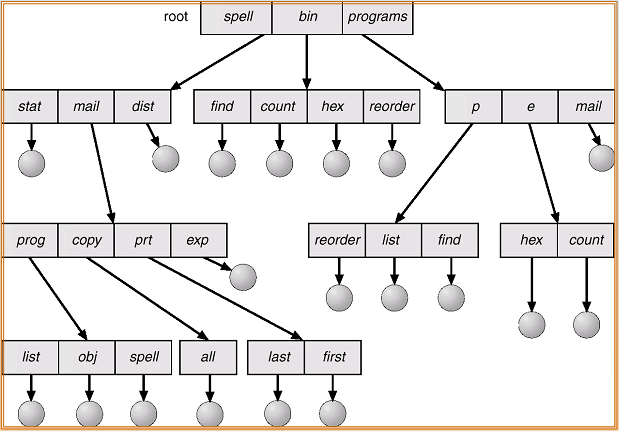 root spell bin programs
stat mail dist find count hex reorder p e mail
prog copy prt exp reorder list find hex count
list obj spell all last first